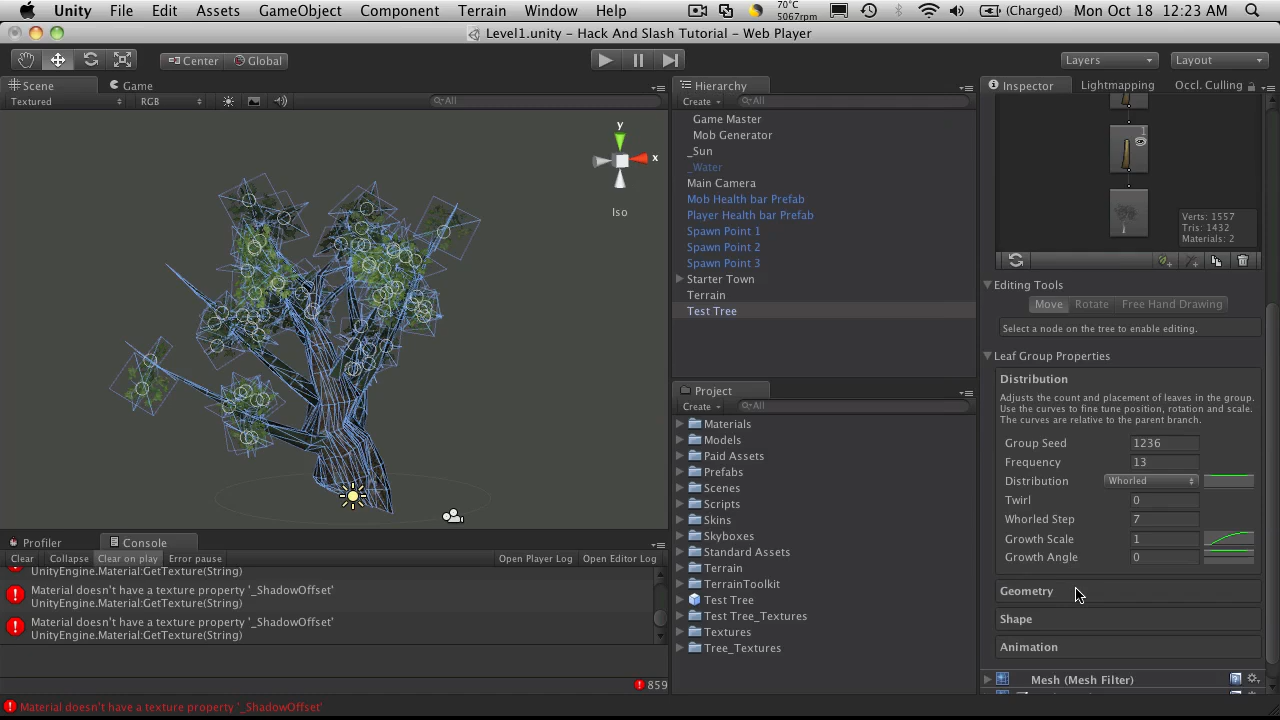 Unity File Edit Assets GameObject Component Terrain Window Help 70°C 5067rpm (Charged) Mon Oct 18 12:23 AM
Level1.unity - Hack And Slash Tutorial - Web Player
Center Global Layers Layout
Scene Game
Textured RGB All
y
x
Iso
Hierarchy
Create All
Game Master
Mob Generator
_Sun
_Water
Main Camera
Mob Health bar Prefab
Player Health bar Prefab
Spawn Point 1
Spawn Point 2
Spawn Point 3
Starter Town
Terrain
Test Tree
Project
Create All
Materials
Models
Paid Assets
Prefabs
Scenes
Scripts
Skins
Skyboxes
Standard Assets
Terrain
TerrainToolkit
Test Tree
Test Tree_Textures
Textures
Tree_Textures
Inspector Lightmapping Occl. Culling
1
Verts: 1557
Tris: 1432
Materials: 2
Editing Tools
Move Rotate Free Hand Drawing
Select a node on the tree to enable editing.
Leaf Group Properties
Distribution
Adjusts the count and placement of leaves in the group.
Use the curves to fine tune position, rotation and scale.
The curves are relative to the parent branch.
Group Seed 1236
Frequency 13
Distribution Whorled
Twirl 0
Whorled Step 7
Growth Scale 1
Growth Angle 0
Geometry
Shape
Animation
Mesh (Mesh Filter)
Profiler Console
Clear Collapse Clear on play Error pause Open Player Log Open Editor Log
UnityEngine.Material:GetTexture(String)
Material doesn't have a texture property '_ShadowOffset'
UnityEngine.Material:GetTexture(String)
Material doesn't have a texture property '_ShadowOffset'
UnityEngine.Material:GetTexture(String)
859
Material doesn't have a texture property '_ShadowOffset'